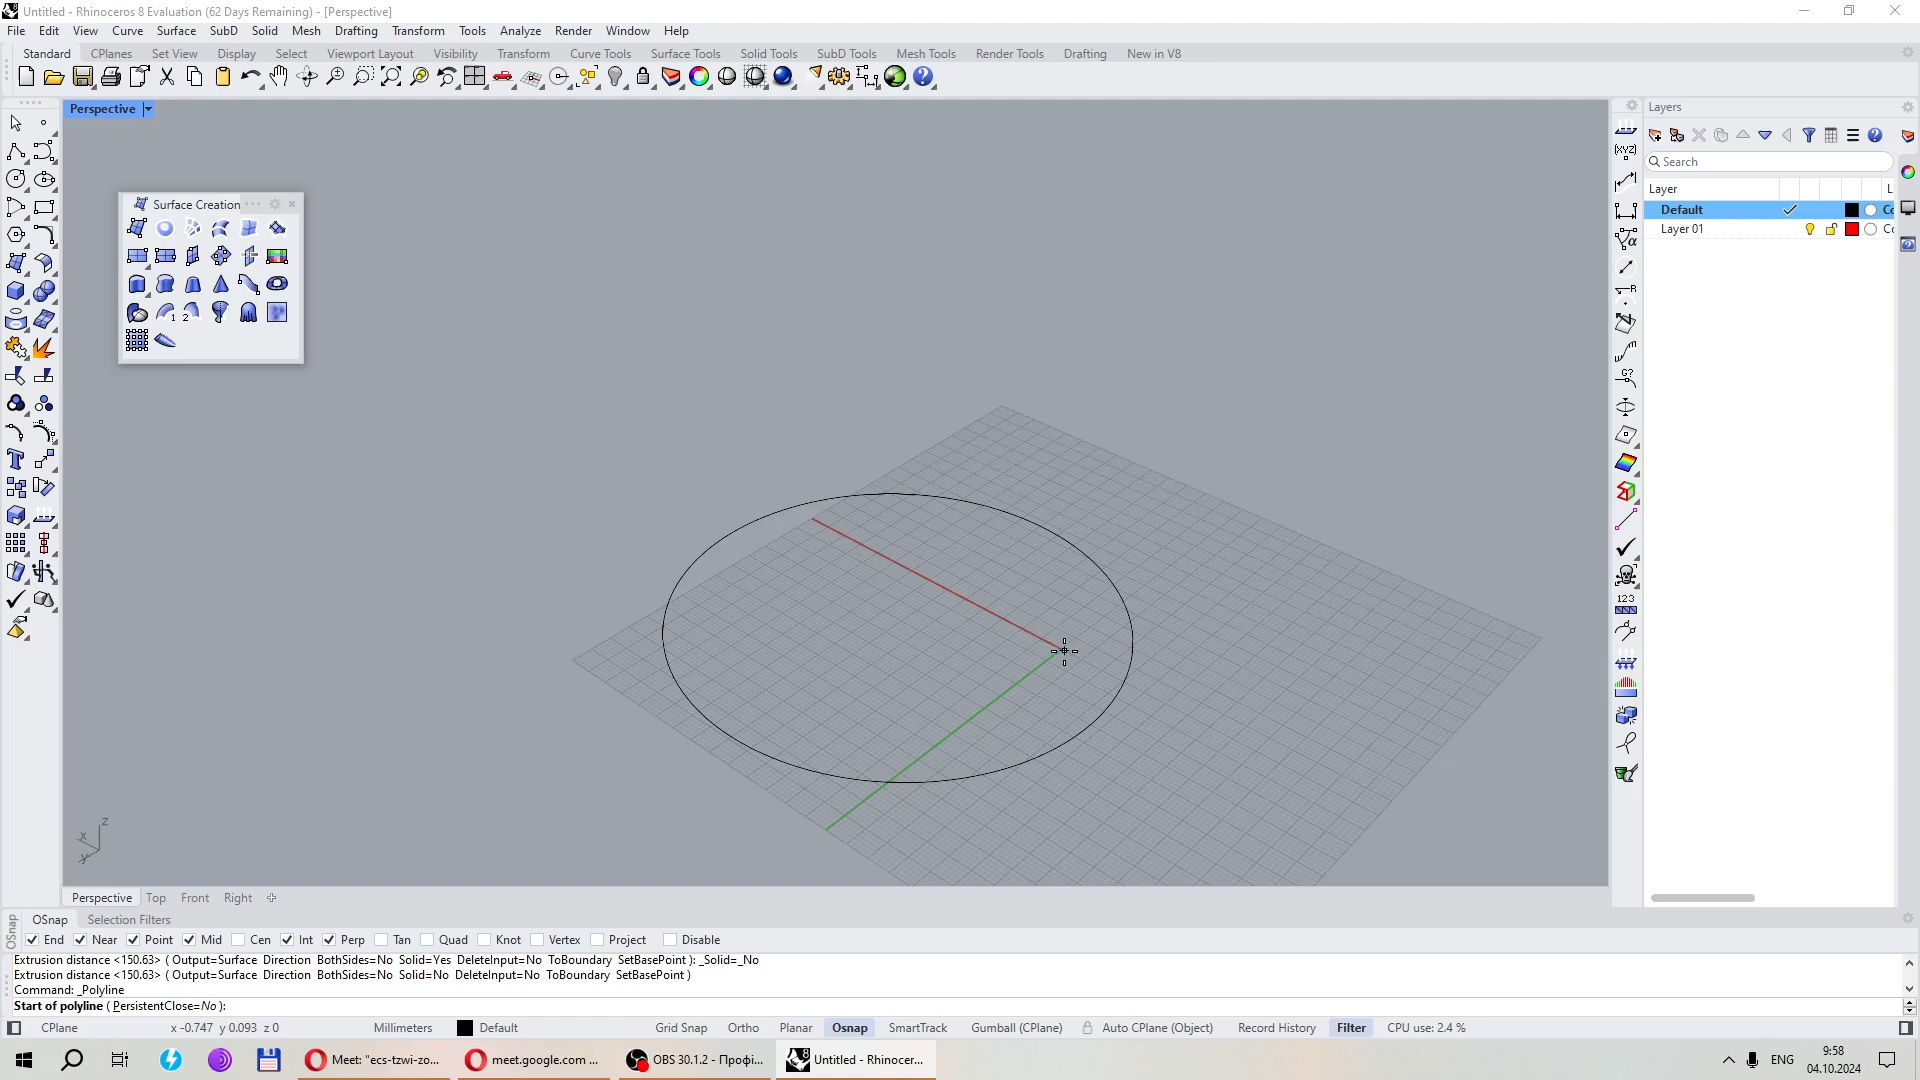 Untitled - Rhinoceros 8 Evaluation (62 Days Remaining) - [Perspective]
File Edit View Curve Surface SubD Solid Mesh Drafting Transform Tools Analyze Render Window Help
Standard CPlanes Set View Display Select Viewport Layout Visibility Transform Curve Tools Surface Tools Solid Tools SubD Tools Mesh Tools Render Tools Drafting New in V8
Perspective
Layers
Search
Layer L
Default Co
Layer 01 Co
Surface Creation
1 2
(XYZ)
R
G?
123
z
x
y
Perspective Top Front Right
OSnap Selection Filters
OSnap
End Near Point Mid Cen Int Perp Tan Quad Knot Vertex Project Disable
Extrusion distance <150.63> ( Output=Surface Direction BothSides=No Solid=Yes DeleteInput=No ToBoundary SetBasePoint ): _Solid=_No
Extrusion distance <150.63> ( Output=Surface Direction BothSides=No Solid=No DeleteInput=No ToBoundary SetBasePoint )
Command: _Polyline
Start of polyline ( PersistentClose=No ):
CPlane x -0.747 y 0.093 z 0 Millimeters Default Grid Snap Ortho Planar Osnap SmartTrack Gumball (CPlane) Auto CPlane (Object) Record History Filter CPU use: 2.4 %
Meet: "ecs-tzwi-zo... meet.google.com ... OBS 30.1.2 - Профі... Untitled - Rhinocer... ENG 9:58
04.10.2024